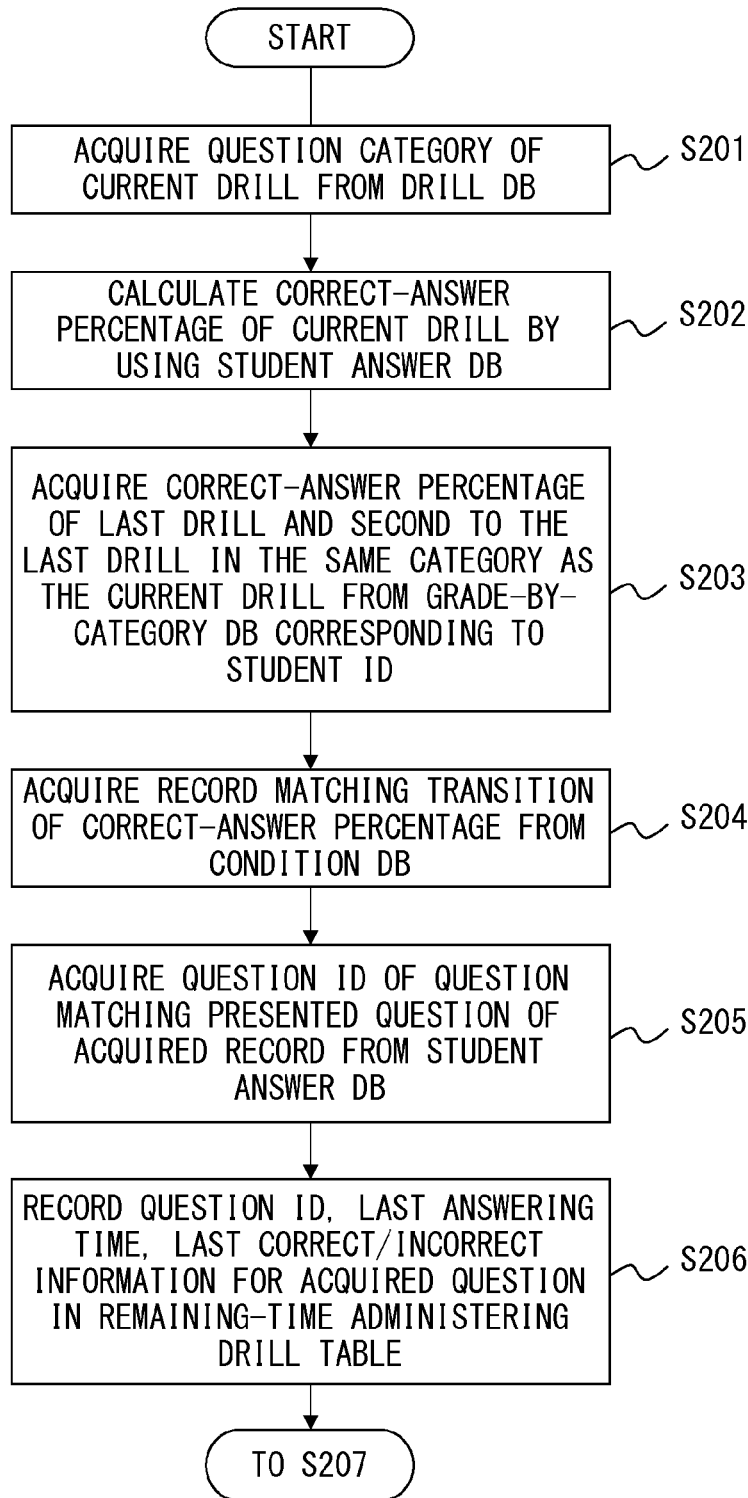 START
ACQUIRE QUESTION CATEGORY OF
CURRENT DRILL FROM DRILL DB
S201
CALCULATE CORRECT-ANSWER
PERCENTAGE OF CURRENT DRILL BY
USING STUDENT ANSWER DB
S202
ACQUIRE CORRECT-ANSWER PERCENTAGE
OF LAST DRILL AND SECOND TO THE
LAST DRILL IN THE SAME CATEGORY AS
THE CURRENT DRILL FROM GRADE-BY-
CATEGORY DB CORRESPONDING TO
STUDENT ID
S203
ACQUIRE RECORD MATCHING TRANSITION
OF CORRECT-ANSWER PERCENTAGE FROM
CONDITION DB
S204
ACQUIRE QUESTION ID OF QUESTION
MATCHING PRESENTED QUESTION OF
ACQUIRED RECORD FROM STUDENT
ANSWER DB
S205
RECORD QUESTION ID, LAST ANSWERING
TIME, LAST CORRECT/INCORRECT
INFORMATION FOR ACQUIRED QUESTION
IN REMAINING-TIME ADMINISTERING
DRILL TABLE
S206
TO S207